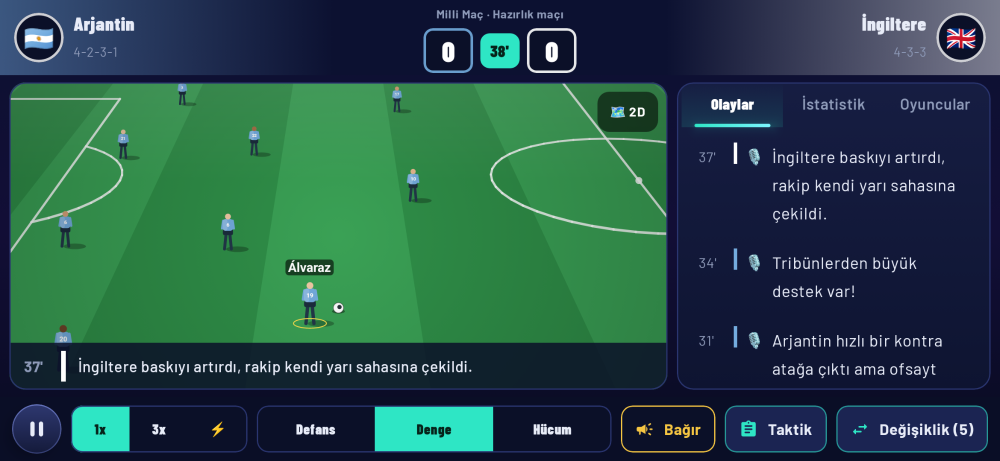 Arjantin
4-2-3-1
Milli Maç · Hazırlık maçı
0
38'
0
İngiltere
4-3-3
2D
Álvaraz
19
20
37' İngiltere baskıyı artırdı, rakip kendi yarı sahasına çekildi.
Olaylar
İstatistik
Oyuncular
37' İngiltere baskıyı artırdı,
rakip kendi yarı sahasına
çekildi.
34' Tribünlerden büyük
destek var!
31' Arjantin hızlı bir kontra
atağa çıktı ama ofsayt
1x
3x
Defans
Denge
Hücum
Bağır
Taktik
Değişiklik (5)